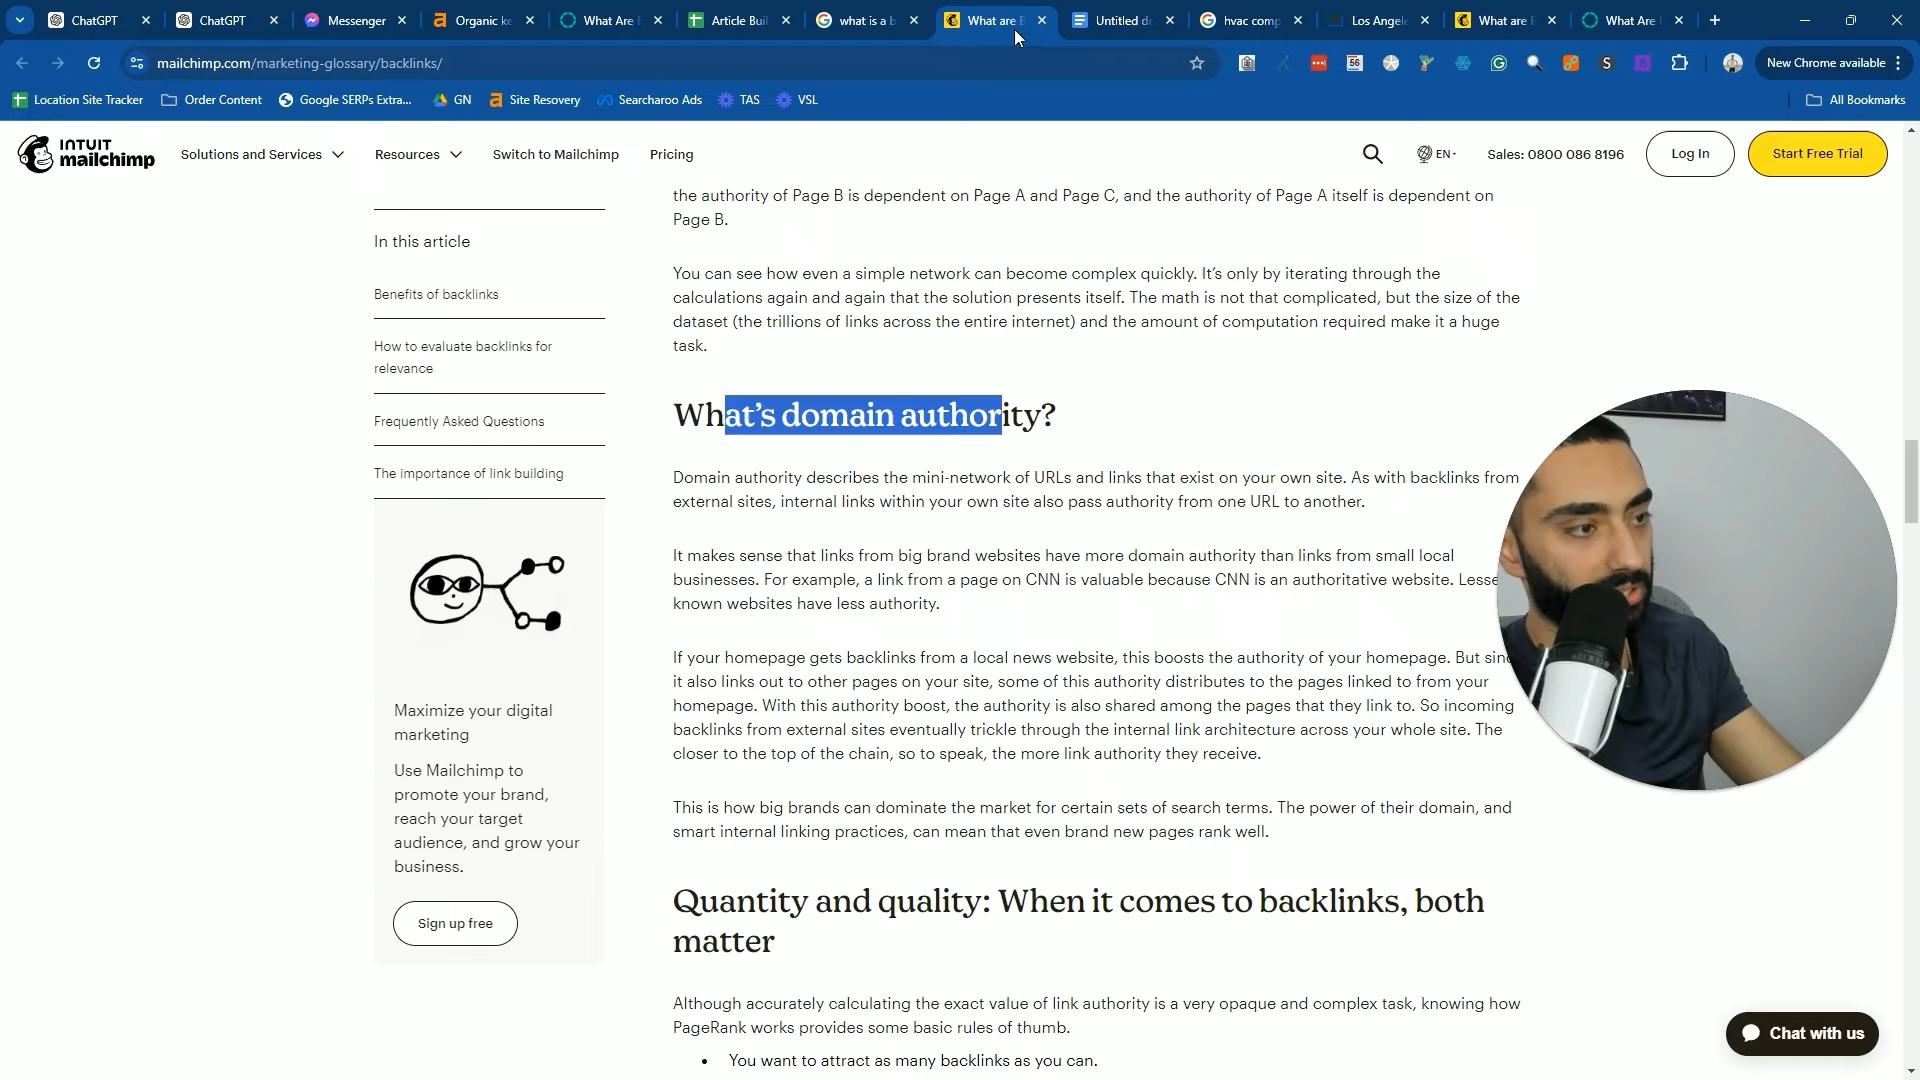 ChatGPT
ChatGPT
Messenger
Organic ke
What Are
Article Buil
what is a b
What are
Untitled do
hvac comp
Los Angele
What are
What Are
mailchimp.com/marketing-glossary/backlinks/
56
S
New Chrome available
Location Site Tracker
Order Content
Google SERPs Extra...
GN
Site Recovery
Searcharoo Ads
TAS
VSL
All Bookmarks
INTUIT
mailchimp
Solutions and Services
Resources
Switch to Mailchimp
Pricing
EN
Sales: 0800 086 8196
Log In
Start Free Trial
In this article
Benefits of backlinks
How to evaluate backlinks for
relevance
Frequently Asked Questions
The importance of link building
Maximize your digital
marketing
Use Mailchimp to
promote your brand,
reach your target
audience, and grow your
business.
Sign up free
the authority of Page B is dependent on Page A and Page C, and the authority of Page A itself is dependent on
Page B.
You can see how even a simple network can become complex quickly. It’s only by iterating through the
calculations again and again that the solution presents itself. The math is not that complicated, but the size of the
dataset (the trillions of links across the entire internet) and the amount of computation required make it a huge
task.
What’s domain authority?
Domain authority describes the mini-network of URLs and links that exist on your own site. As with backlinks from
external sites, internal links within your own site also pass authority from one URL to another.
It makes sense that links from big brand websites have more domain authority than links from small local
businesses. For example, a link from a page on CNN is valuable because CNN is an authoritative website. Lesse
known websites have less authority.
If your homepage gets backlinks from a local news website, this boosts the authority of your homepage. But sinc
it also links out to other pages on your site, some of this authority distributes to the pages linked to from your
homepage. With this authority boost, the authority is also shared among the pages that they link to. So incoming
backlinks from external sites eventually trickle through the internal link architecture across your whole site. The
closer to the top of the chain, so to speak, the more link authority they receive.
This is how big brands can dominate the market for certain sets of search terms. The power of their domain, and
smart internal linking practices, can mean that even brand new pages rank well.
Quantity and quality: When it comes to backlinks, both
matter
Although accurately calculating the exact value of link authority is a very opaque and complex task, knowing how
PageRank works provides some basic rules of thumb.
• You want to attract as many backlinks as you can.
Chat with us